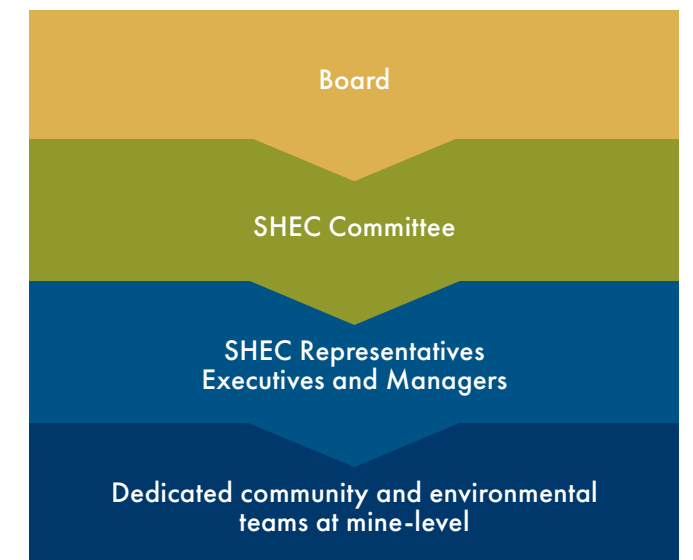 Board
SHEC Committee
SHEC Representatives
Executives and Managers
Dedicated community and environmental
teams at mine-level